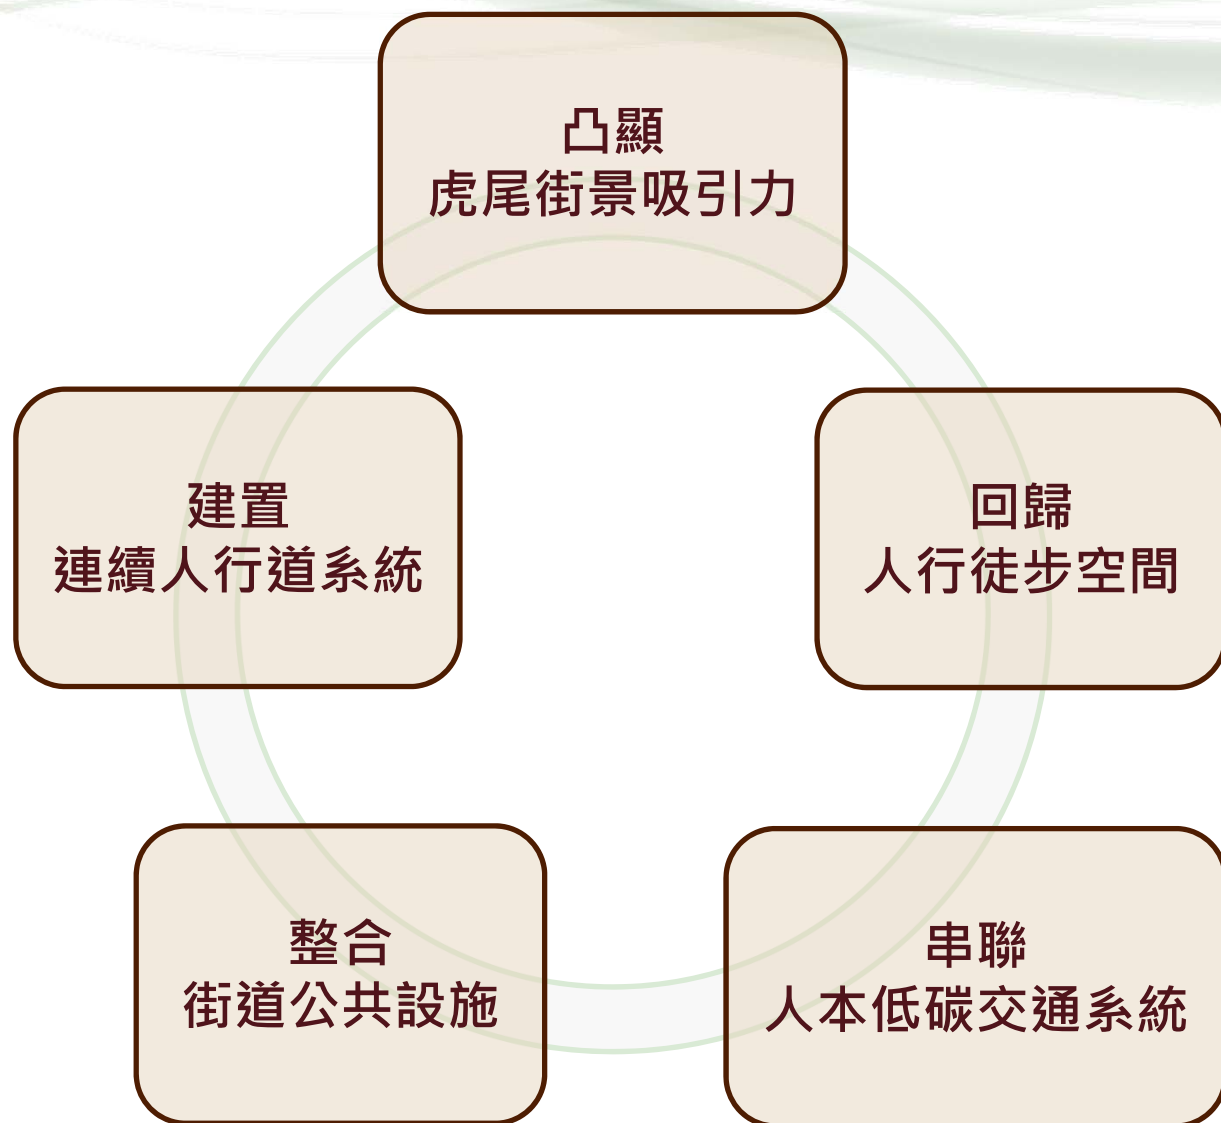 凸顯
虎尾街景吸引力
建置
連續人行道系統
回歸
人行徒步空間
整合
街道公共設施
串聯
人本低碳交通系統